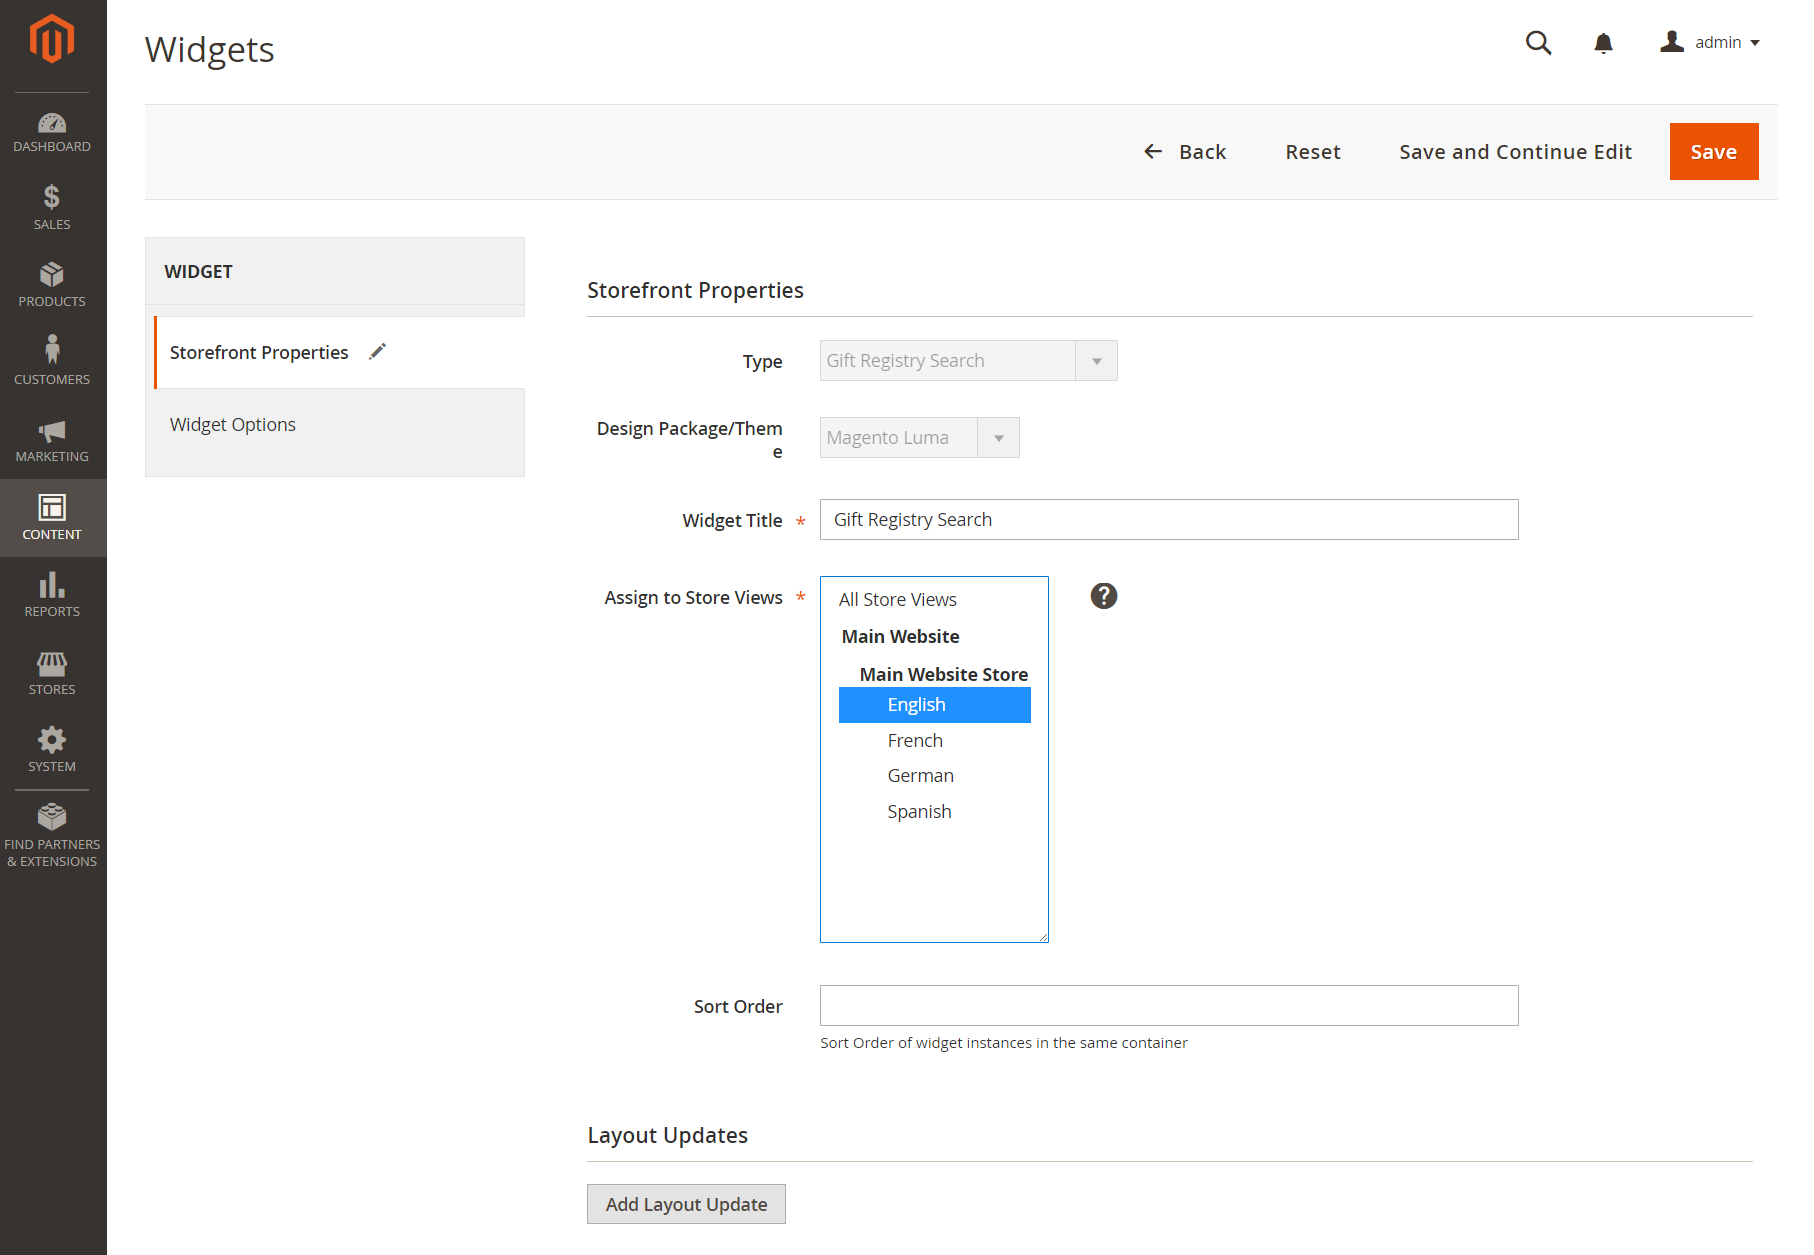 Widgets
admin
Back
Reset
Save and Continue Edit
Save
DASHBOARD
SALES
PRODUCTS
CUSTOMERS
MARKETING
CONTENT
REPORTS
STORES
SYSTEM
FIND PARTNERS
& EXTENSIONS
WIDGET
Storefront Properties
Widget Options
Storefront Properties
Type
Gift Registry Search
Design Package/Them
e
Magento Luma
Widget Title *
Gift Registry Search
Assign to Store Views *
All Store Views
Main Website
Main Website Store
English
French
German
Spanish
?
Sort Order
Sort Order of widget instances in the same container
Layout Updates
Add Layout Update